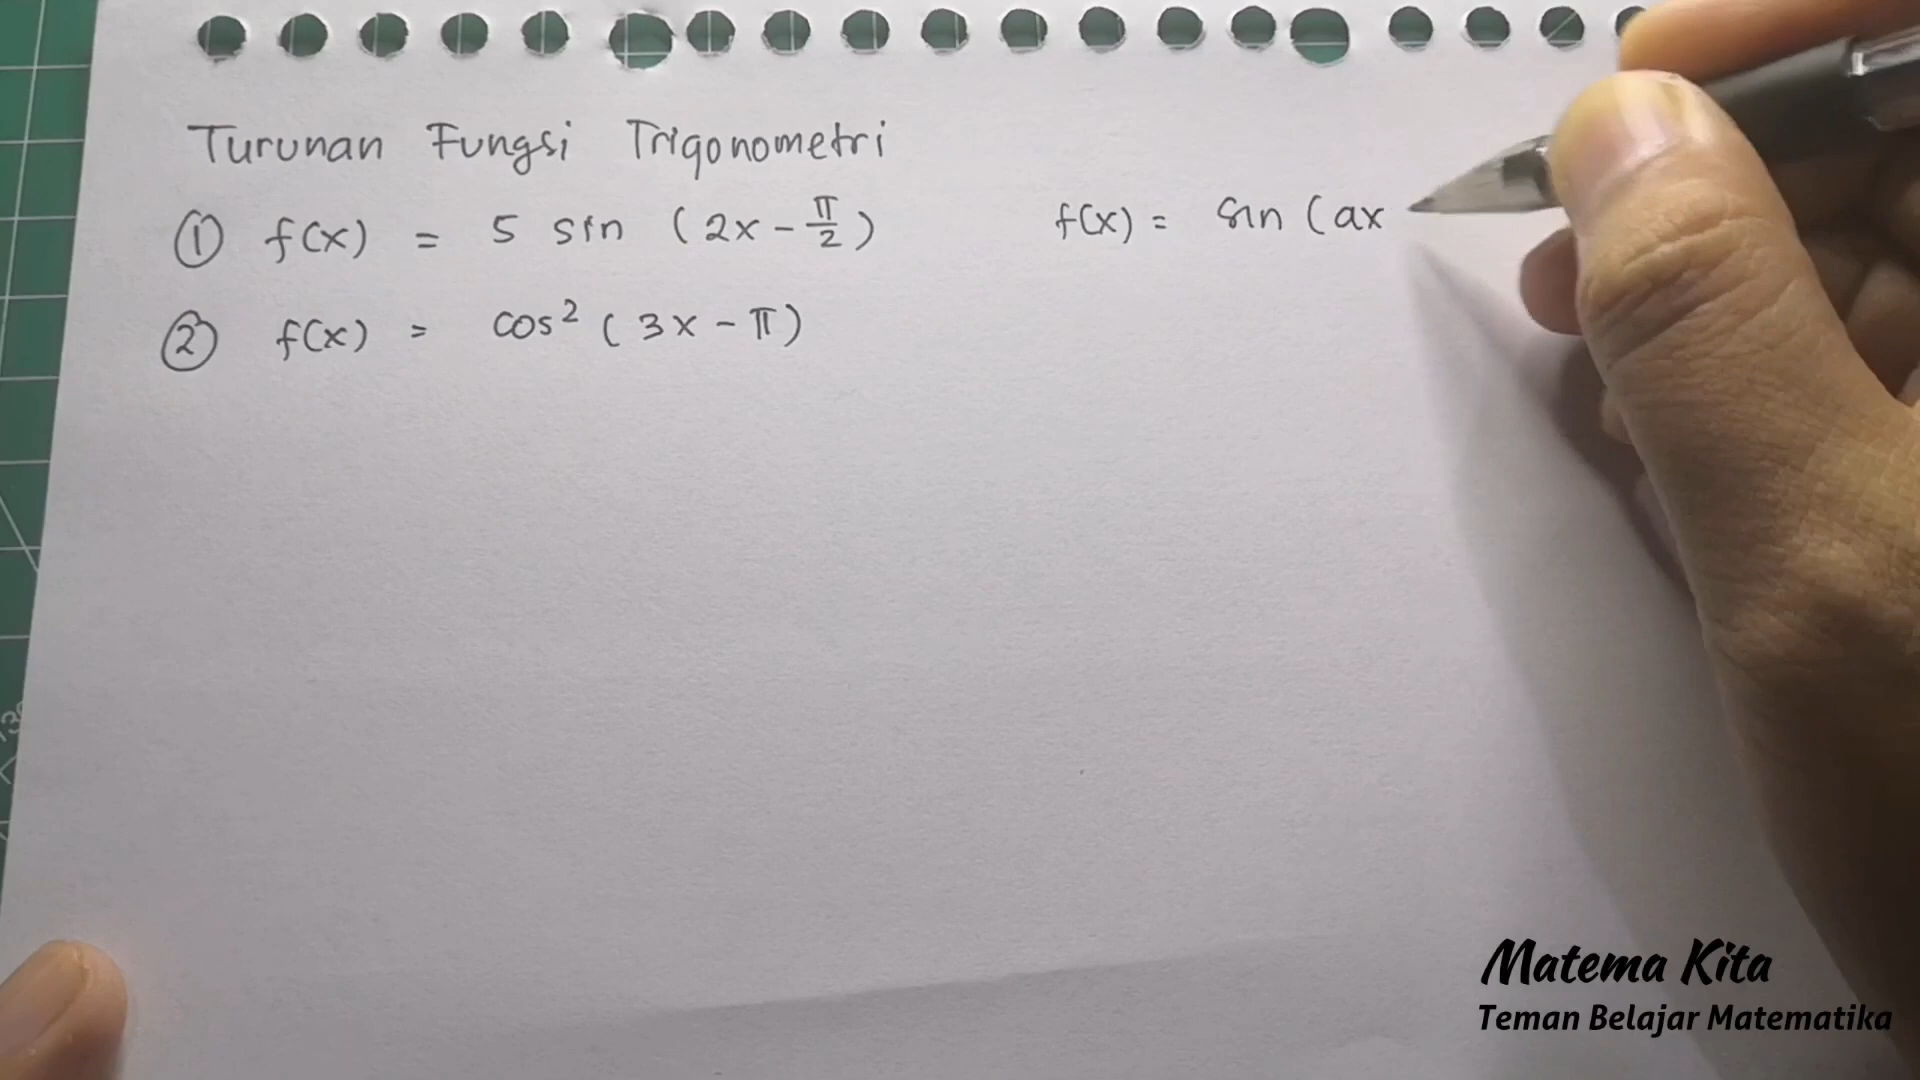 Turunan Fungsi Trigonometri
① f(x) = 5 sin (2x - π/2)
② f(x) = cos² (3x - π)
f(x) = sin (ax
Matema Kita
Teman Belajar Matematika